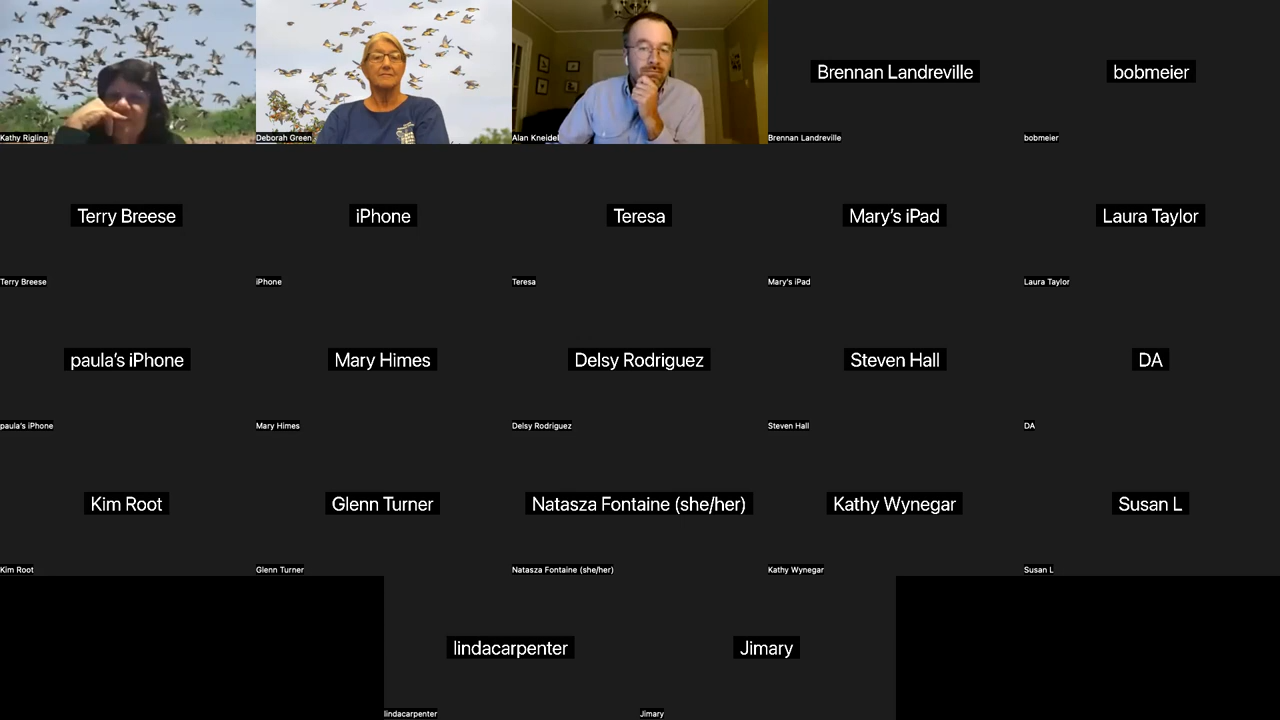 Kathy Rigling
Deborah Green
Alan Kneidel
Brennan Landreville
Brennan Landreville
bobmeier
bobmeier
Terry Breese
Terry Breese
iPhone
iPhone
Teresa
Teresa
Mary's iPad
Mary's iPad
Laura Taylor
Laura Taylor
paula's iPhone
paula's iPhone
Mary Himes
Mary Himes
Delsy Rodriguez
Delsy Rodriguez
Steven Hall
Steven Hall
DA
DA
Kim Root
Kim Root
Glenn Turner
Glenn Turner
Natasza Fontaine (she/her)
Natasza Fontaine (she/her)
Kathy Wynegar
Kathy Wynegar
Susan L
Susan L
lindacarpenter
lindacarpenter
Jimary
Jimary